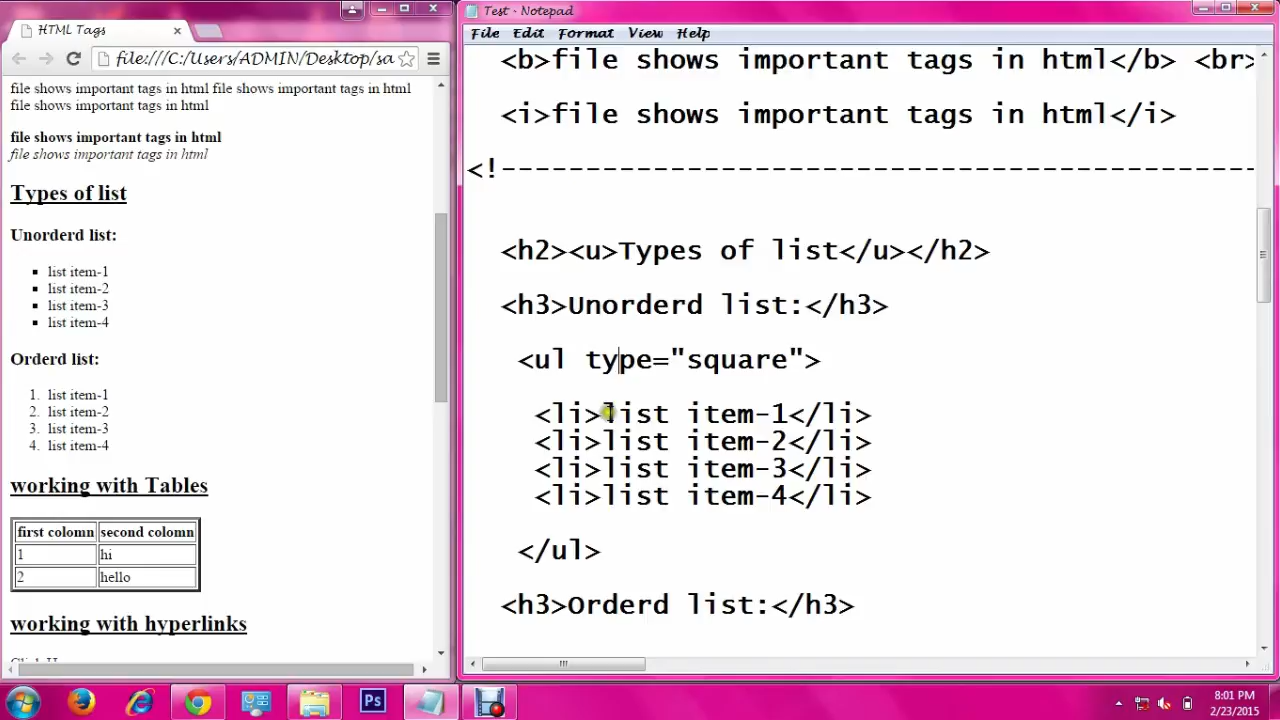 HTML Tags
file:///C:/Users/ADMIN/Desktop/sa
file shows important tags in html file shows important tags in html
file shows important tags in html
file shows important tags in html
file shows important tags in html
Types of list
Unorderd list:
list item-1
list item-2
list item-3
list item-4
Orderd list:
1. list item-1
2. list item-2
3. list item-3
4. list item-4
working with Tables
first colomn second colomn
1 hi
2 hello
working with hyperlinks
Test - Notepad
File Edit Format View Help
<b>file shows important tags in html</b> <br>
<i>file shows important tags in html</i>
<!-----------------------------------------------
<h2><u>Types of list</u></h2>
<h3>Unorderd list:</h3>
<ul type="square">
<li>list item-1</li>
<li>list item-2</li>
<li>list item-3</li>
<li>list item-4</li>
</ul>
<h3>Orderd list:</h3>
Ps
8:01 PM
2/23/2015